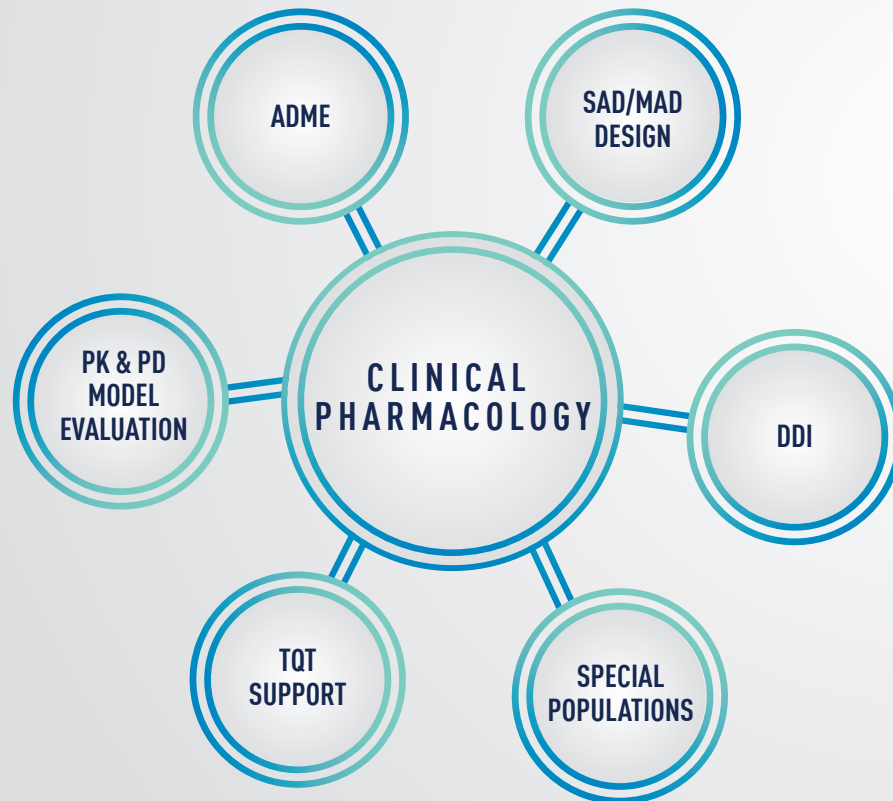 ADME
SAD/MAD
DESIGN
PK & PD
MODEL
EVALUATION
CLINICAL
PHARMACOLOGY
DDI
TQT
SUPPORT
SPECIAL
POPULATIONS